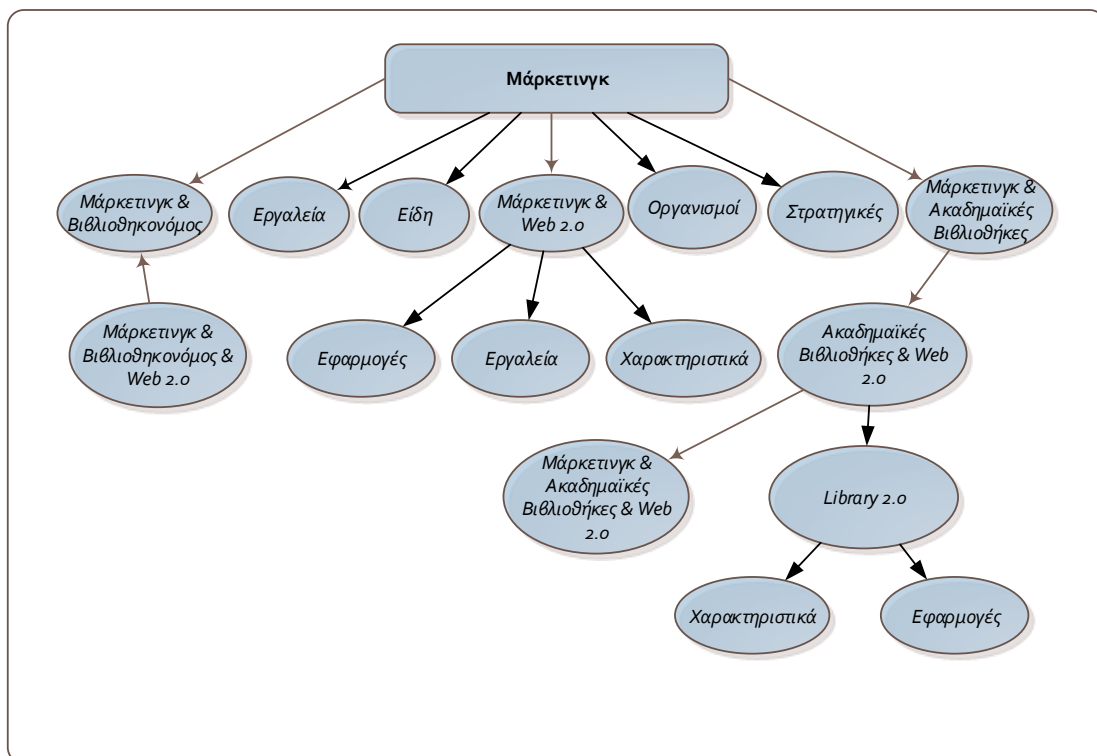 Μάρκετινγκ
Μάρκετινγκ &
Βιβλιοθηκονόμος
Εργαλεία
Είδη
Μάρκετινγκ &
Web 2.0
Οργανισμοί
Στρατηγικές
Μάρκετινγκ &
Ακαδημαϊκές
Βιβλιοθήκες
Μάρκετινγκ &
Βιβλιοθηκονόμος &
Web 2.0
Εφαρμογές
Εργαλεία
Χαρακτηριστικά
Ακαδημαϊκές
Βιβλιοθήκες & Web
2.0
Μάρκετινγκ &
Ακαδημαϊκές
Βιβλιοθήκες & Web
2.0
Library 2.0
Χαρακτηριστικά
Εφαρμογές